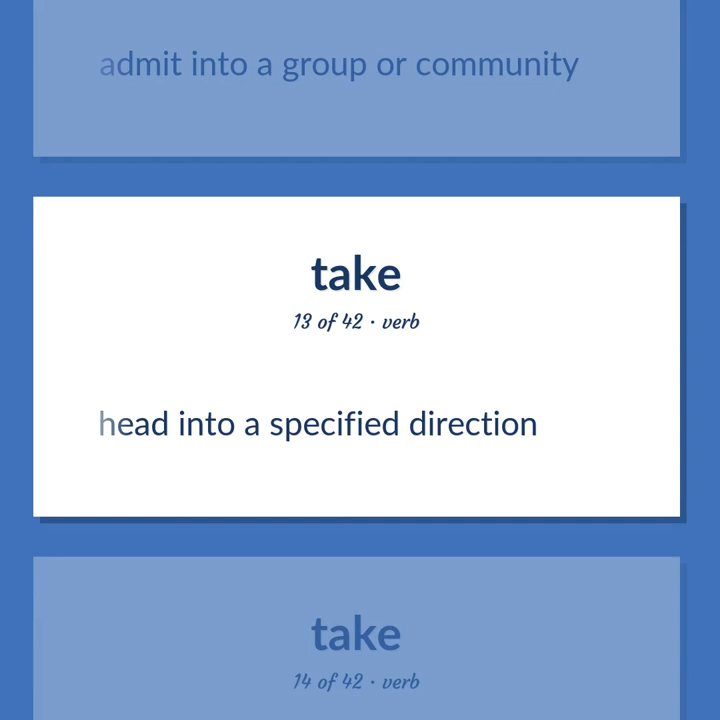 admit into a group or community
take
13 of 42 · verb
head into a specified direction
take
14 of 42 · verb